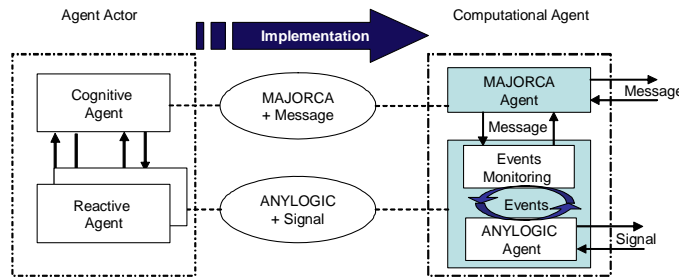 Agent Actor
Computational Agent
Implementation
Cognitive
Agent
MAJORCA
+ Message
MAJORCA
Agent
Message
Message
Events
Monitoring
Reactive
Agent
ANYLOGIC
+ Signal
Events
ANYLOGIC
Agent
Signal